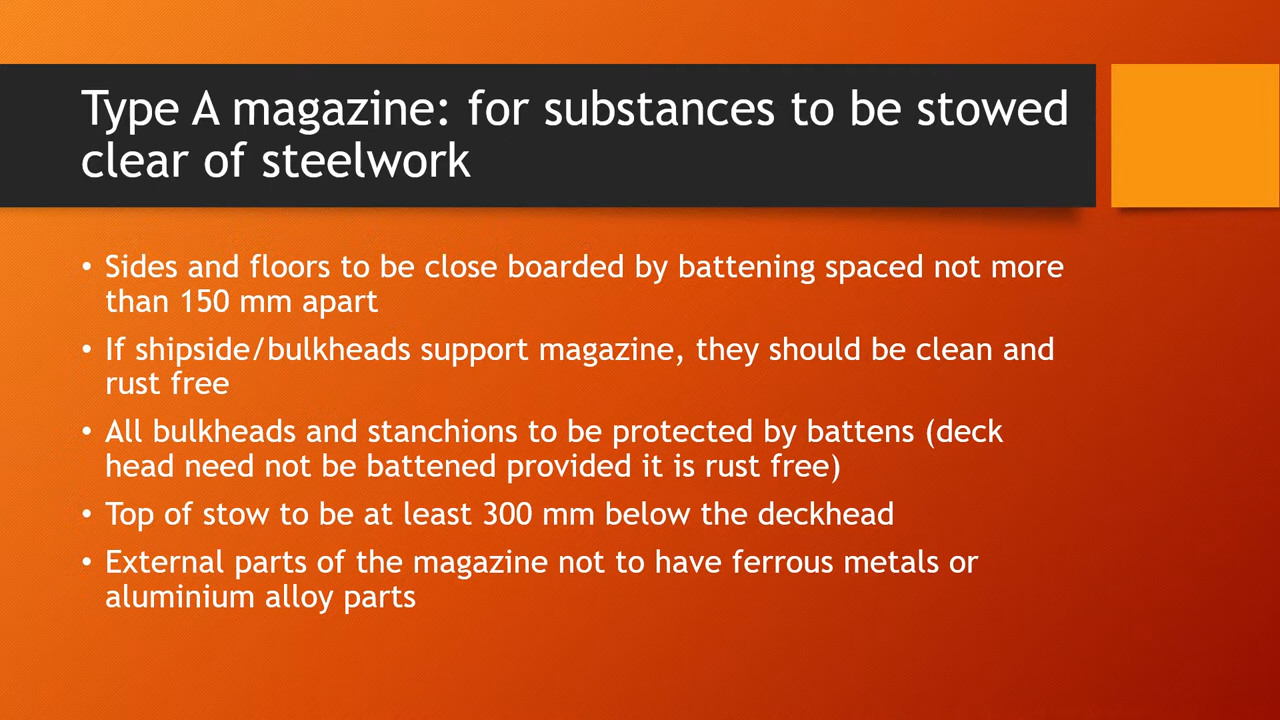 Type A magazine: for substances to be stowed
clear of steelwork
• Sides and floors to be close boarded by battening spaced not more
than 150 mm apart
• If shipside/bulkheads support magazine, they should be clean and
rust free
• All bulkheads and stanchions to be protected by battens (deck
head need not be battened provided it is rust free)
• Top of stow to be at least 300 mm below the deckhead
• External parts of the magazine not to have ferrous metals or
aluminium alloy parts